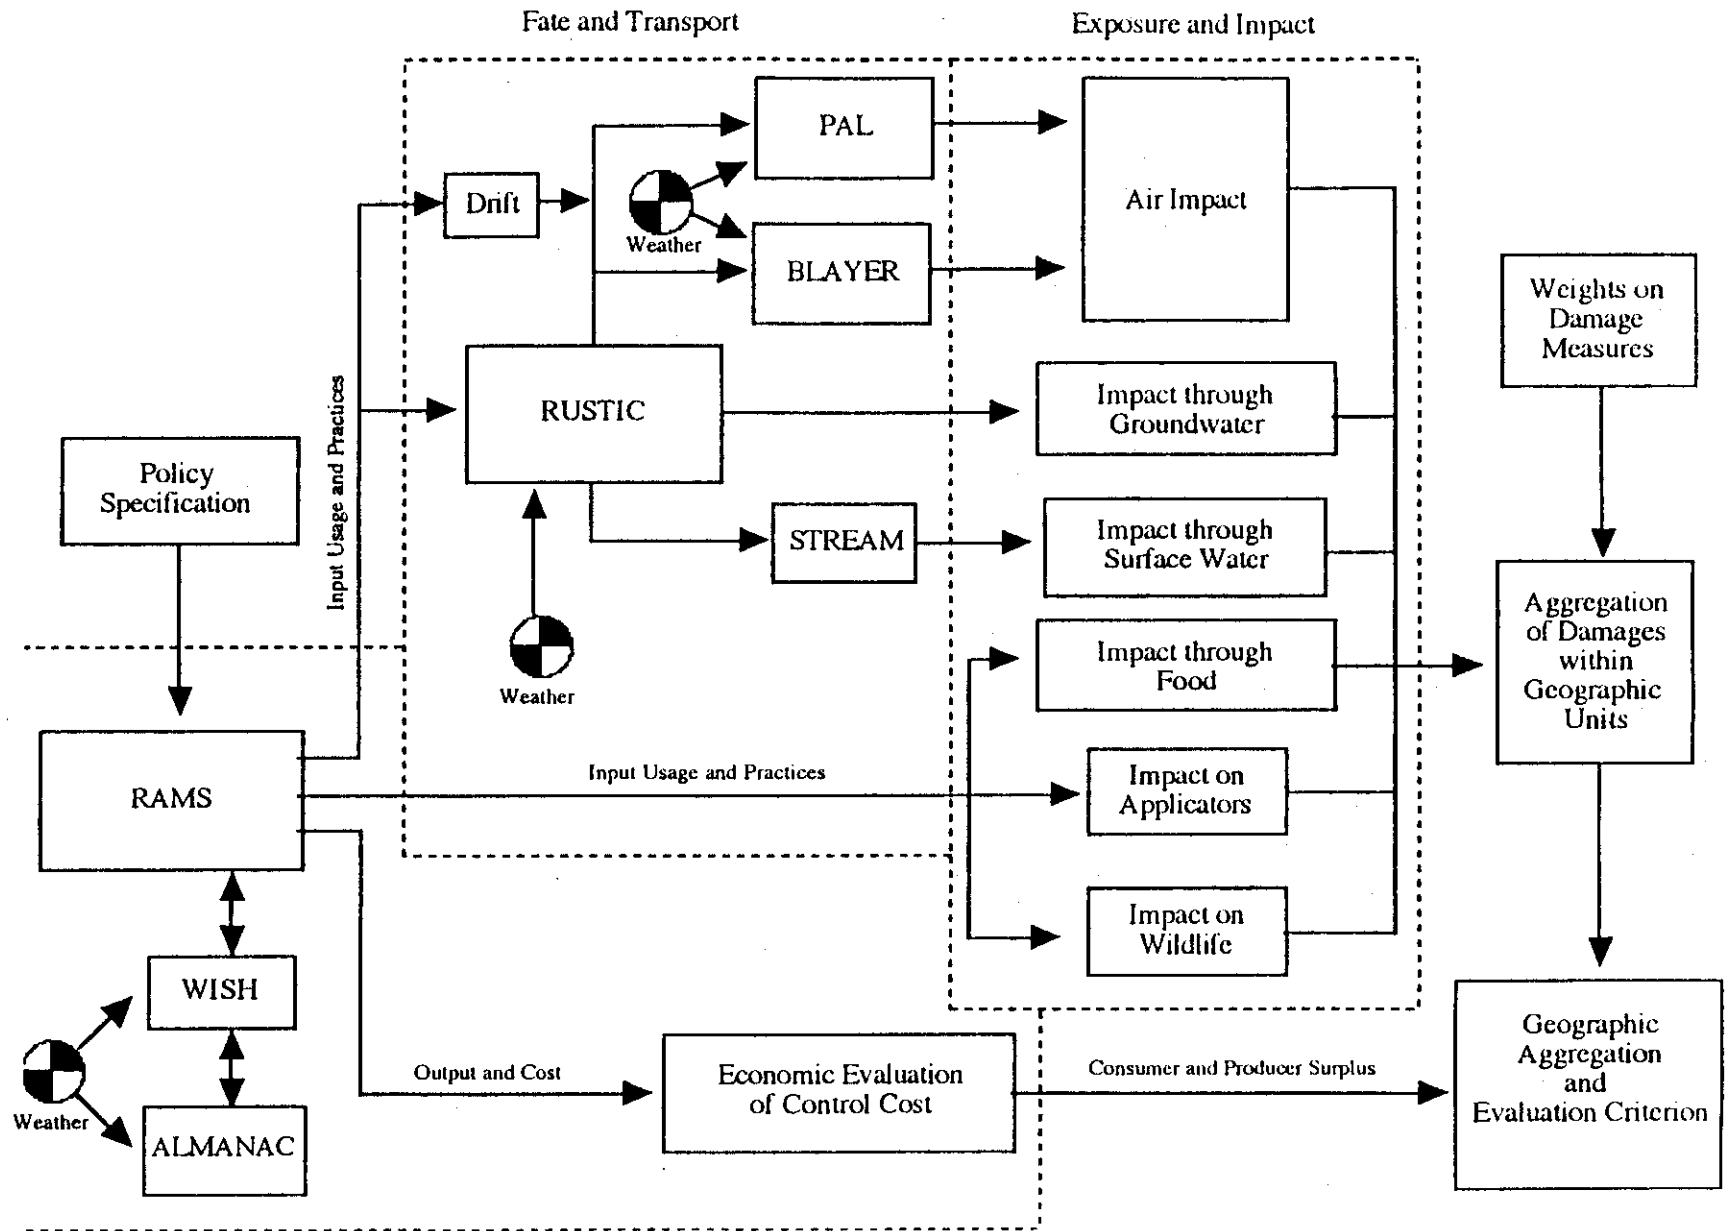 Fate and Transport
Exposure and Impact
PAL
Drift
Weather
BLAYER
Air Impact
Weights on
Damage
Measures
Input Usage and Practices
RUSTIC
Impact through
Groundwater
Policy
Specification
STREAM
Impact through
Surface Water
Weather
Impact through
Food
Aggregation
of Damages
within
Geographic
Units
RAMS
Input Usage and Practices
Impact on
Applicators
Impact on
Wildlife
WISH
Weather
ALMANAC
Output and Cost
Economic Evaluation
of Control Cost
Consumer and Producer Surplus
Geographic
Aggregation
and
Evaluation Criterion